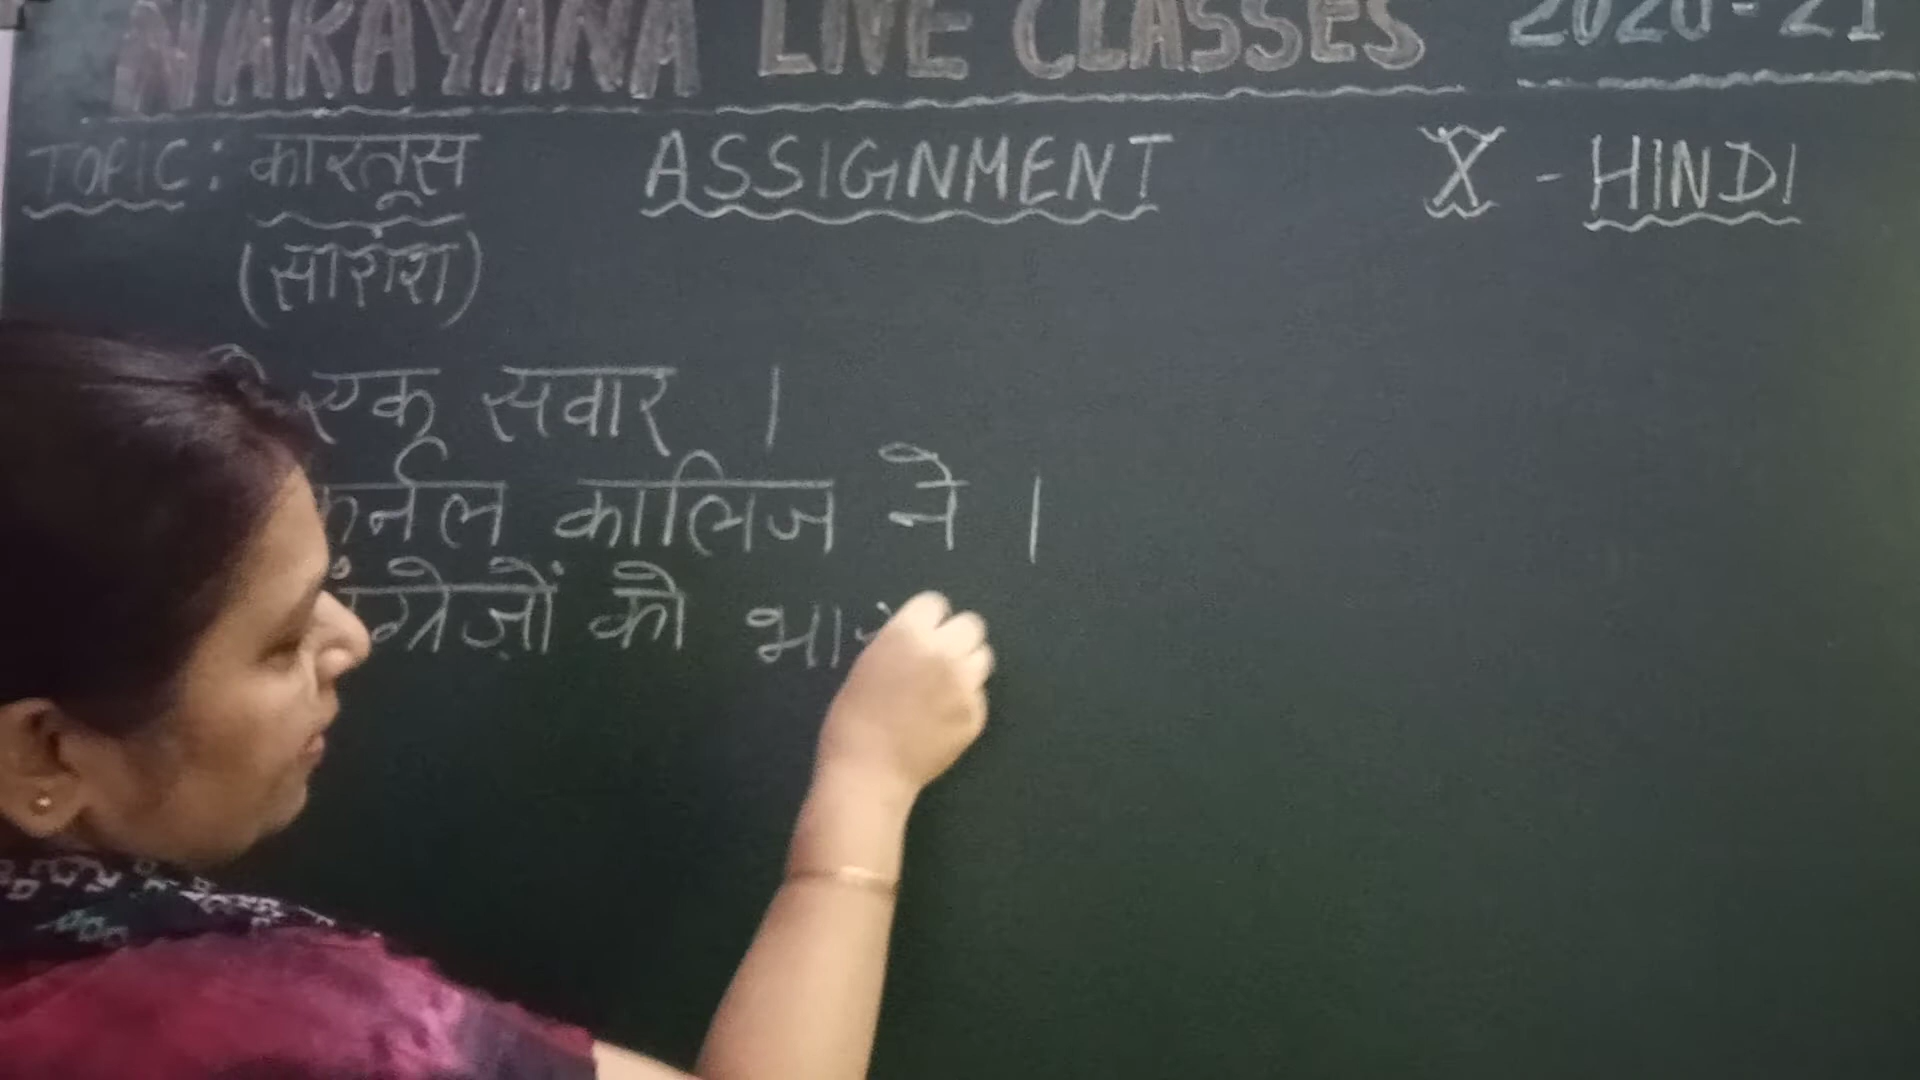 NARAYANA LIVE CLASSES 2020-21
TOPIC: कारतूस ASSIGNMENT X - HINDI
(सारांश)
एक सवार ।
कर्नल कालिंज ने ।
अंग्रेज़ों को